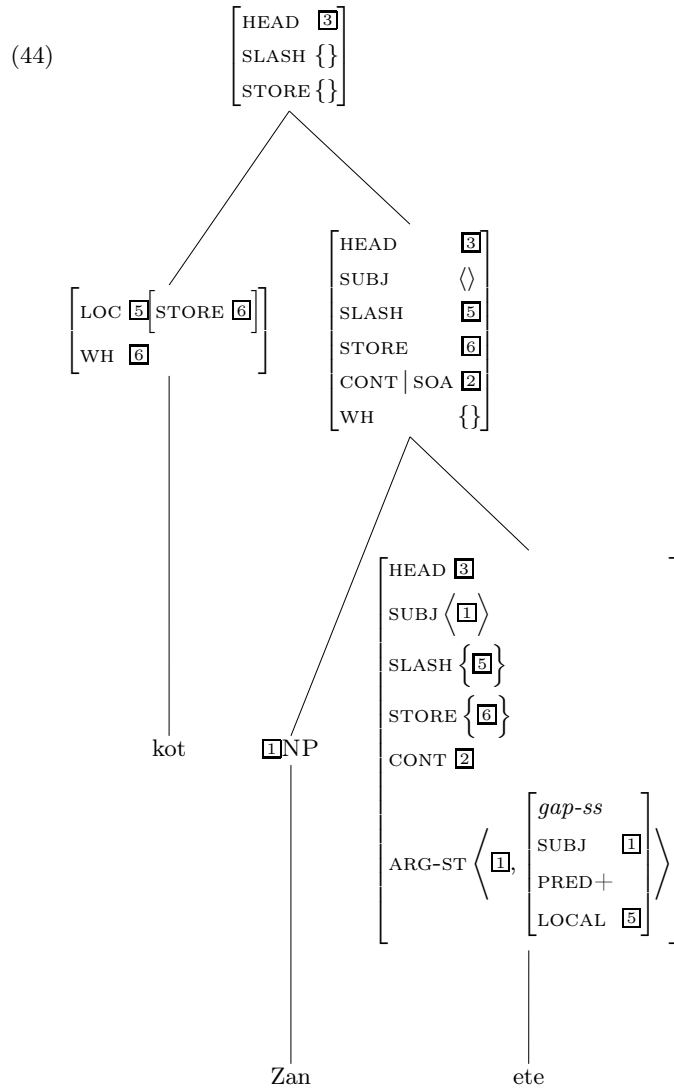 (44)
HEAD 3
SLASH {}
STORE {}
HEAD 3
SUBJ ⟨⟩
SLASH 5
STORE 6
CONT | SOA 2
WH {}
LOC 5 [STORE 6]
WH 6
HEAD 3
SUBJ ⟨1⟩
SLASH {5}
STORE {6}
CONT 2
ARG-ST ⟨1, [gap-ss
SUBJ 1
PRED+
LOCAL 5]⟩
kot
1NP
Zan
ete